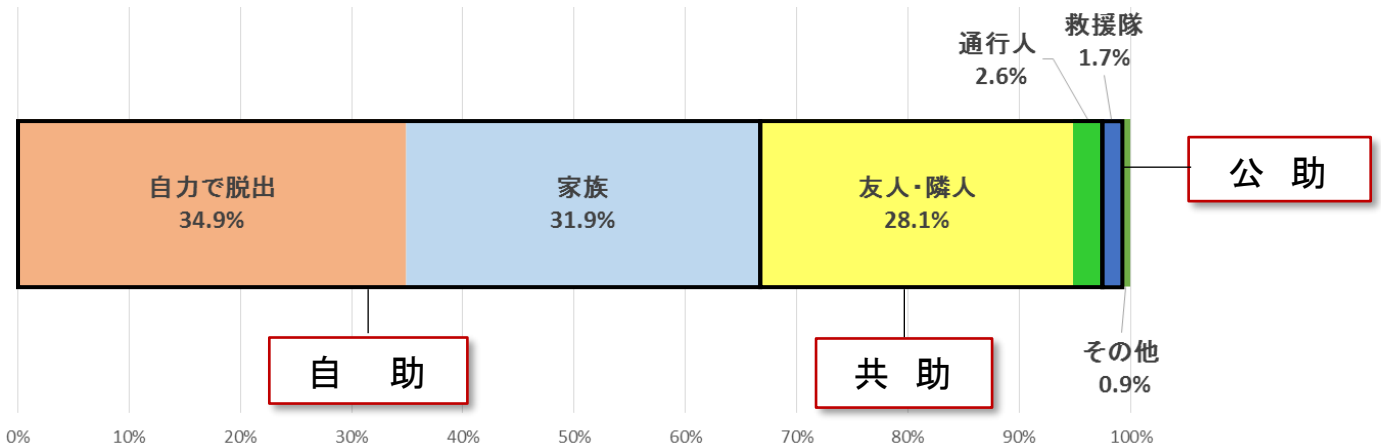 救援隊
1.7%
通行人
2.6%
自力で脱出
34.9%
家族
31.9%
友人・隣人
28.1%
公 助
自 助
共 助
その他
0.9%
0% 10% 20% 30% 40% 50% 60% 70% 80% 90% 100%